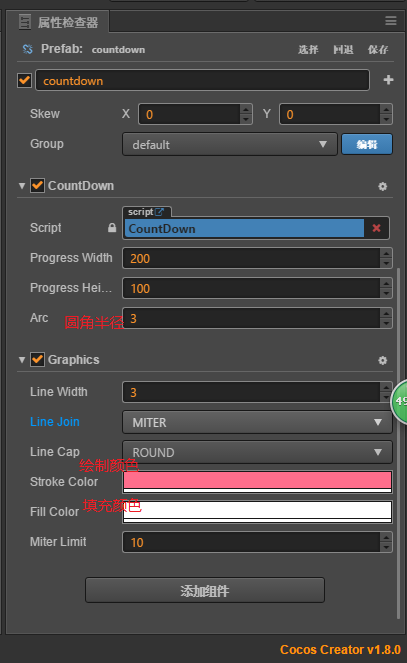 属性检查器
Prefab: countdown 选择 回退 保存
countdown
Skew X 0 Y 0
Group default 编辑
CountDown
script
Script CountDown
Progress Width 200
Progress Hei... 100
Arc 圆角半径 3
Graphics
Line Width 3
49
Line Join MITER
Line Cap ROUND
绘制颜色
Stroke Color
填充颜色
Fill Color
Miter Limit 10
添加组件
Cocos Creator v1.8.0